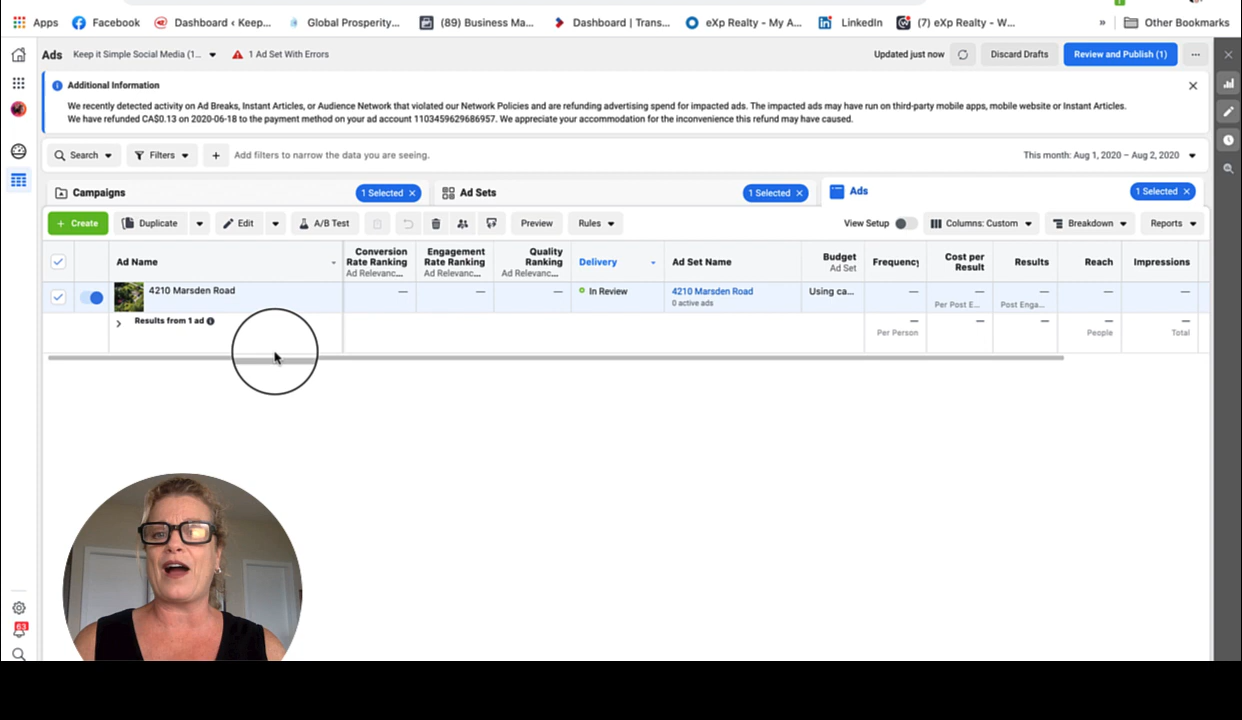 Apps Facebook Dashboard ‹ Keep... Global Prosperity... (89) Business Ma... Dashboard | Trans... eXp Realty - My A... LinkedIn (7) eXp Realty - W... » Other Bookmarks
Ads Keep it Simple Social Media (1... 1 Ad Set With Errors Updated just now Discard Drafts Review and Publish (1) ...
Additional Information
We recently detected activity on Ad Breaks, Instant Articles, or Audience Network that violated our Network Policies and are refunding advertising spend for impacted ads. The impacted ads may have run on third-party mobile apps, mobile website or Instant Articles.
We have refunded CA$0.13 on 2020-06-18 to the payment method on your ad account 1103459629686957. We appreciate your accommodation for the inconvenience this refund may have caused.
Search Filters + Add filters to narrow the data you are seeing. This month: Aug 1, 2020 – Aug 2, 2020
Campaigns 1 Selected × Ad Sets 1 Selected × Ads 1 Selected ×
+ Create Duplicate Edit A/B Test Preview Rules View Setup Columns: Custom Breakdown Reports
Ad Name Conversion Rate Ranking Ad Relevanc... Engagement Rate Ranking Ad Relevanc... Quality Ranking Ad Relevanc... Delivery Ad Set Name Budget Ad Set Frequency Cost per Result Results Reach Impressions
4210 Marsden Road — — — In Review 4210 Marsden Road Using ca... — — — — —
0 active ads Per Post E... Post Enga...
Results from 1 ad — — — — —
Per Person People Total
63